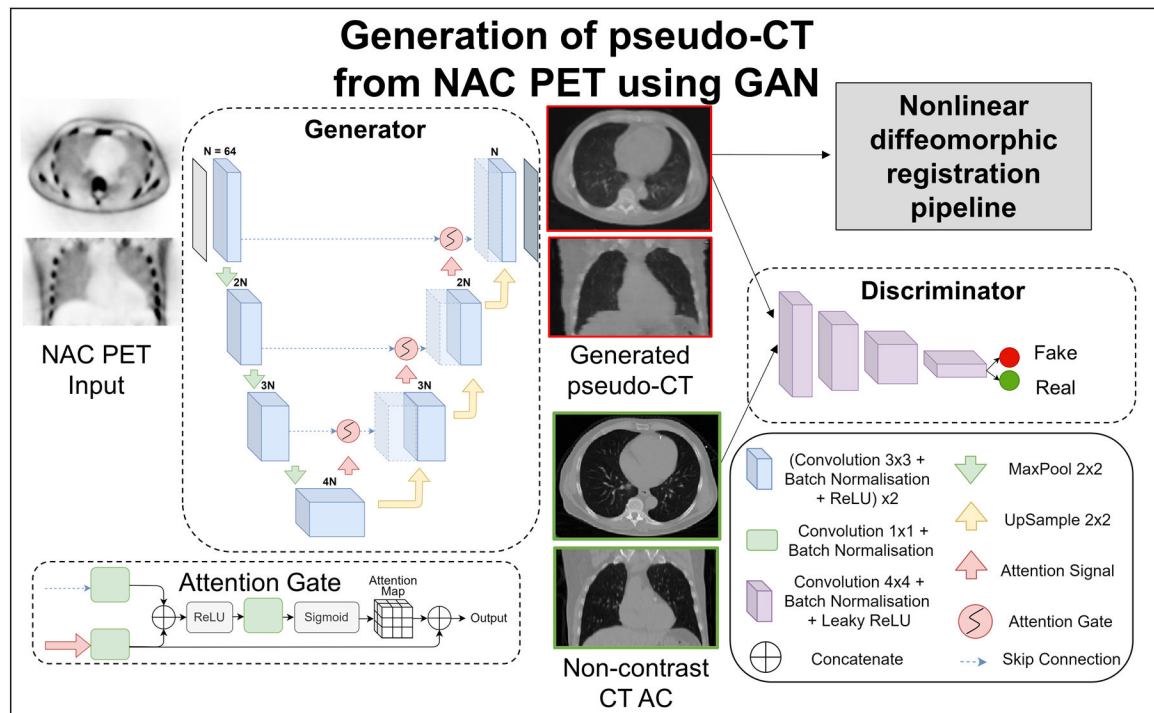 Generation of pseudo-CT
from NAC PET using GAN
Generator
N = 64
N
2N
2N
3N
3N
4N
NAC PET
Input
Generated
pseudo-CT
Non-contrast
CT AC
Nonlinear
diffeomorphic
registration
pipeline
Discriminator
Fake
Real
Attention Gate
ReLU
Sigmoid
Attention
Map
Output
(Convolution 3x3 +
Batch Normalisation
+ ReLU) x2
Convolution 1x1 +
Batch Normalisation
Convolution 4x4 +
Batch Normalisation
+ Leaky ReLU
Concatenate
MaxPool 2x2
UpSample 2x2
Attention Signal
Attention Gate
Skip Connection